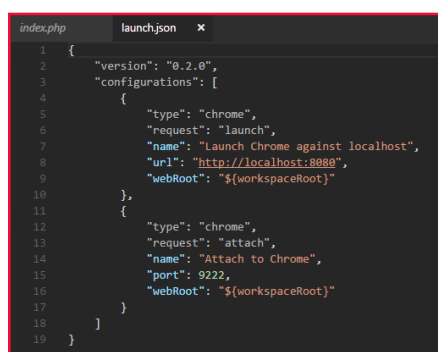 index.php launch.json ×
1 {
2 "version": "0.2.0",
3 "configurations": [
4 {
5 "type": "chrome",
6 "request": "launch",
7 "name": "Launch Chrome against localhost",
8 "url": "http://localhost:8080",
9 "webRoot": "${workspaceRoot}"
10 },
11 {
12 "type": "chrome",
13 "request": "attach",
14 "name": "Attach to Chrome",
15 "port": 9222,
16 "webRoot": "${workspaceRoot}"
17 }
18 ]
19 }